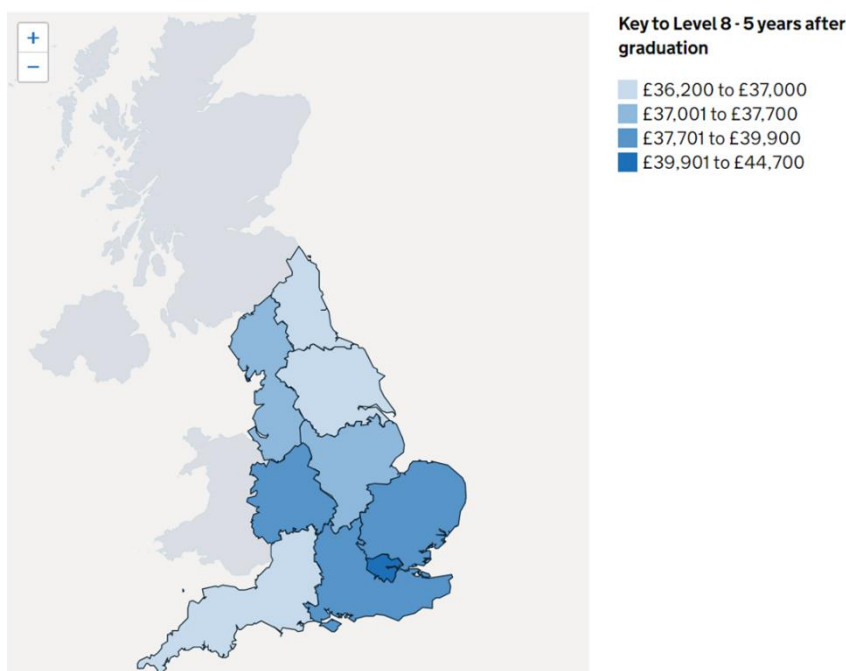 +
−
Key to Level 8 - 5 years after
graduation
£36,200 to £37,000
£37,001 to £37,700
£37,701 to £39,900
£39,901 to £44,700